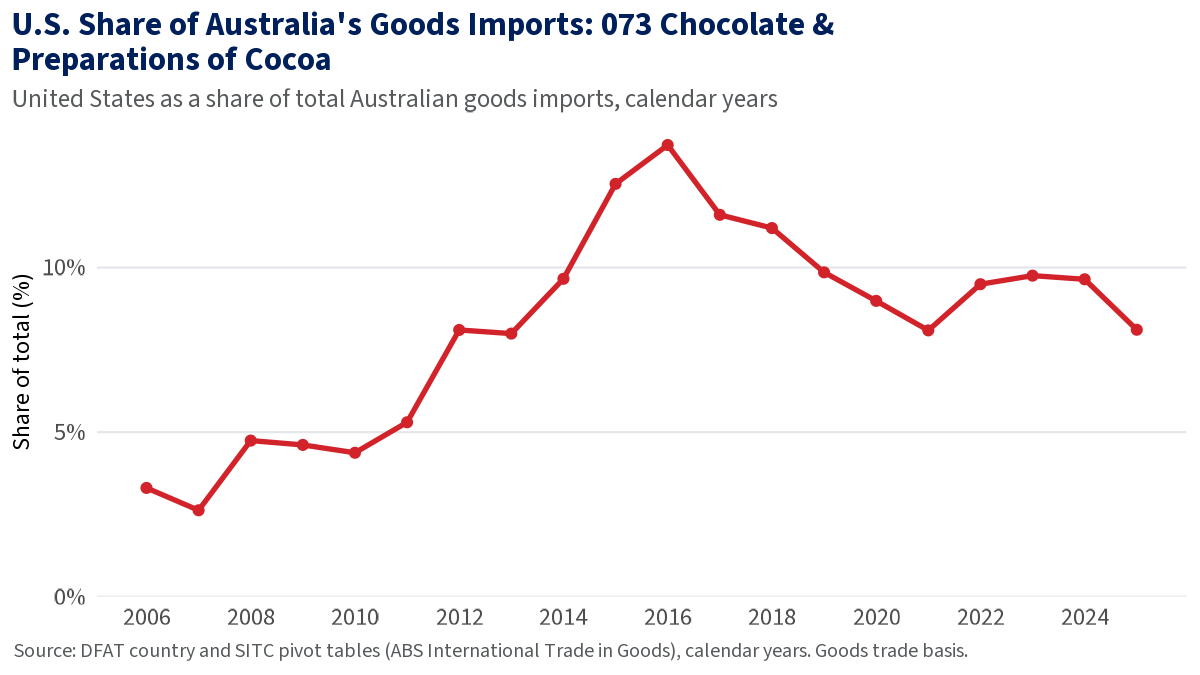 U.S. Share of Australia's Goods Imports: 073 Chocolate &
Preparations of Cocoa
United States as a share of total Australian goods imports, calendar years
Share of total (%)
10%
5%
0%
2006 2008 2010 2012 2014 2016 2018 2020 2022 2024
Source: DFAT country and SITC pivot tables (ABS International Trade in Goods), calendar years. Goods trade basis.